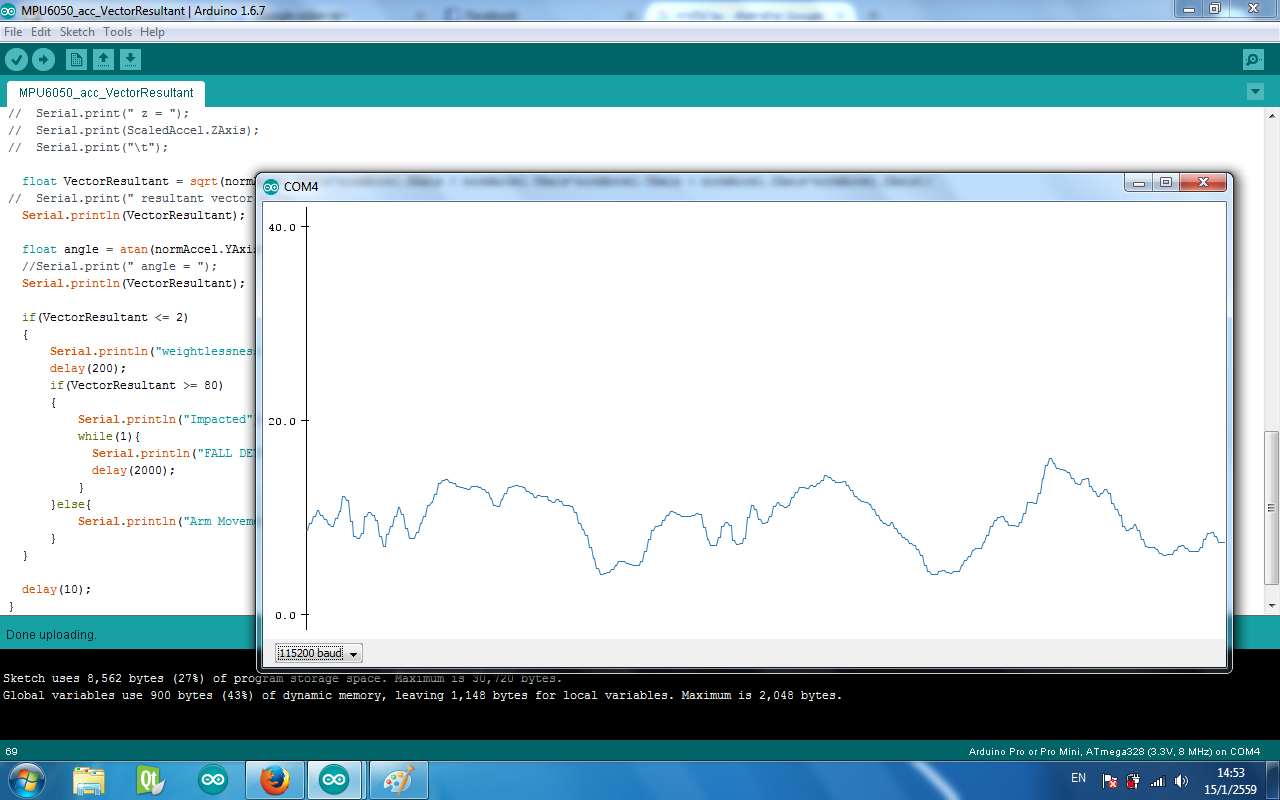 MPU6050_acc_VectorResultant | Arduino 1.6.7
File Edit Sketch Tools Help
MPU6050_acc_VectorResultant
//  Serial.print(" z = ");
//  Serial.print(ScaledAccel.ZAxis);
//  Serial.print("\t");
float VectorResultant = sqrt(norm
//  Serial.print(" resultant vector
Serial.println(VectorResultant);
float angle = atan(normAccel.YAxis
//Serial.print(" angle = ");
Serial.println(VectorResultant);
if(VectorResultant <= 2)
{
Serial.println("weightlessness
delay(200);
if(VectorResultant >= 80)
{
Serial.println("Impacted"
while(1){
Serial.println("FALL DE
delay(2000);
}
}else{
Serial.println("Arm Movem
}
}
delay(10);
}
COM4
40.0
20.0
0.0
115200 baud
Done uploading.
Sketch uses 8,562 bytes (27%) of program storage space. Maximum is 30,720 bytes.
Global variables use 900 bytes (43%) of dynamic memory, leaving 1,148 bytes for local variables. Maximum is 2,048 bytes.
69
Arduino Pro or Pro Mini, ATmega328 (3.3V, 8 MHz) on COM4
Qt
EN
14:53
15/1/2559